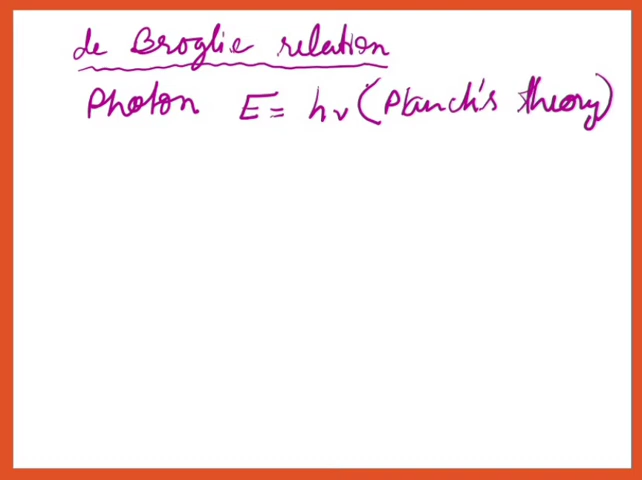 de Broglie relation
Photon E = hν (Planck's theory)